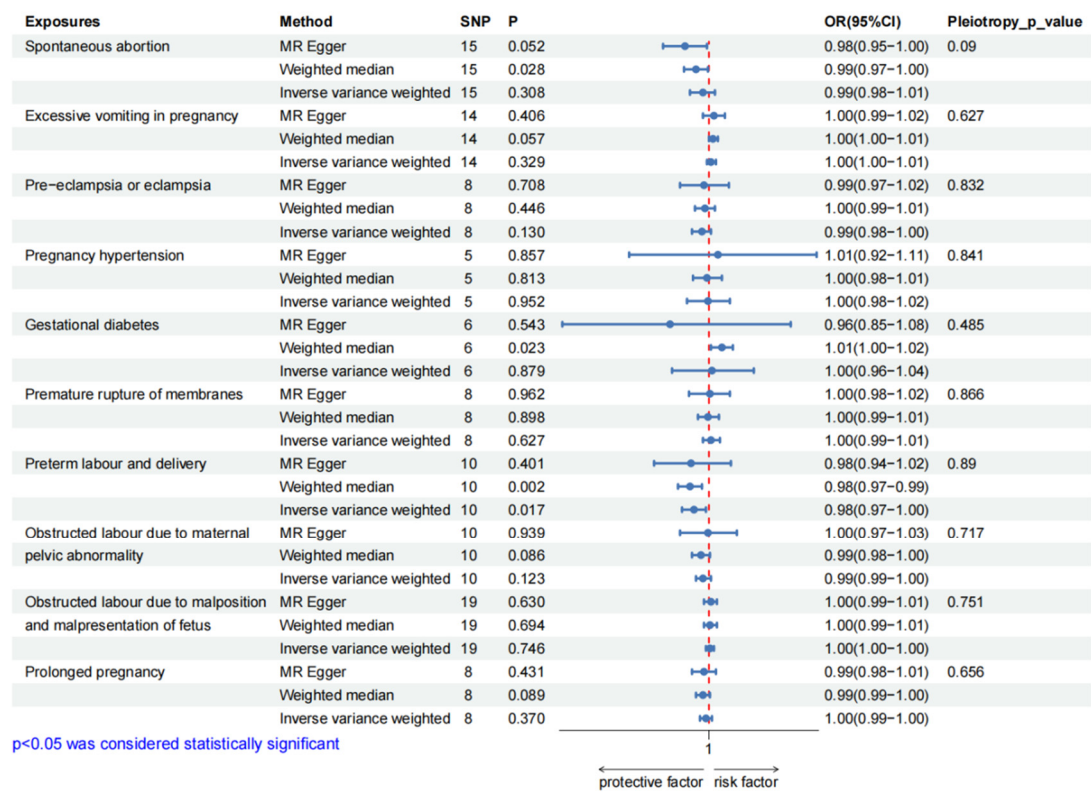 Exposures Method SNP P OR(95%CI) Pleiotropy_p_value
Spontaneous abortion MR Egger 15 0.052 0.98(0.95−1.00) 0.09
Weighted median 15 0.028 0.99(0.97−1.00)
Inverse variance weighted 15 0.308 0.99(0.98−1.01)
Excessive vomiting in pregnancy MR Egger 14 0.406 1.00(0.99−1.02) 0.627
Weighted median 14 0.057 1.00(1.00−1.01)
Inverse variance weighted 14 0.329 1.00(1.00−1.01)
Pre−eclampsia or eclampsia MR Egger 8 0.708 0.99(0.97−1.02) 0.832
Weighted median 8 0.446 1.00(0.99−1.01)
Inverse variance weighted 8 0.130 0.99(0.98−1.00)
Pregnancy hypertension MR Egger 5 0.857 1.01(0.92−1.11) 0.841
Weighted median 5 0.813 1.00(0.98−1.01)
Inverse variance weighted 5 0.952 1.00(0.98−1.02)
Gestational diabetes MR Egger 6 0.543 0.96(0.85−1.08) 0.485
Weighted median 6 0.023 1.01(1.00−1.02)
Inverse variance weighted 6 0.879 1.00(0.96−1.04)
Premature rupture of membranes MR Egger 8 0.962 1.00(0.98−1.02) 0.866
Weighted median 8 0.898 1.00(0.99−1.01)
Inverse variance weighted 8 0.627 1.00(0.99−1.01)
Preterm labour and delivery MR Egger 10 0.401 0.98(0.94−1.02) 0.89
Weighted median 10 0.002 0.98(0.97−0.99)
Inverse variance weighted 10 0.017 0.98(0.97−1.00)
Obstructed labour due to maternal MR Egger 10 0.939 1.00(0.97−1.03) 0.717
pelvic abnormality Weighted median 10 0.086 0.99(0.98−1.00)
Inverse variance weighted 10 0.123 0.99(0.99−1.00)
Obstructed labour due to malposition MR Egger 19 0.630 1.00(0.99−1.01) 0.751
and malpresentation of fetus Weighted median 19 0.694 1.00(0.99−1.01)
Inverse variance weighted 19 0.746 1.00(1.00−1.00)
Prolonged pregnancy MR Egger 8 0.431 0.99(0.98−1.01) 0.656
Weighted median 8 0.089 0.99(0.99−1.00)
Inverse variance weighted 8 0.370 1.00(0.99−1.00)
p<0.05 was considered statistically significant
1
protective factor risk factor